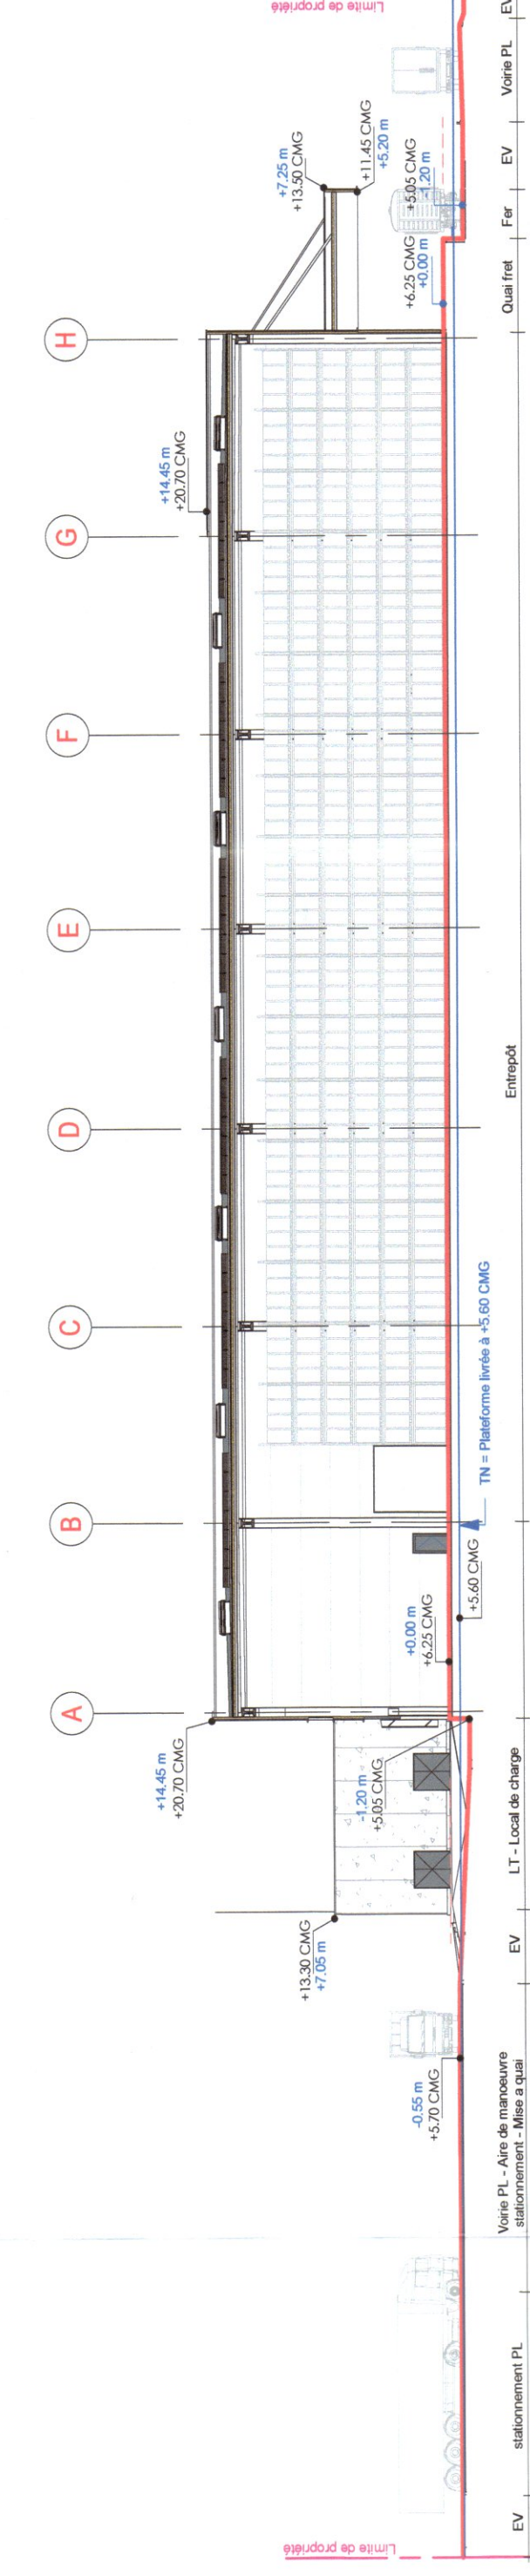 Limite de propriété
A
B
C
D
E
F
G
H
Limite de propriété
+14.45 m
+20.70 CMG
+14.45 m
+20.70 CMG
+7.25 m
+13.50 CMG
+11.45 CMG
+5.20 m
+13.30 CMG
+7.05 m
-1.20 m
+5.05 CMG
+0.00 m
+6.25 CMG
+6.25 CMG
+0.00 m
+5.05 CMG
-1.20 m
-0.55 m
+5.70 CMG
+5.60 CMG
TN = Plateforme livrée à +5.60 CMG
EV
stationnement PL
Voirie PL - Aire de manoeuvre
stationnement - Mise a quai
EV
LT - Local de charge
Entrepôt
Quai fret
Fer
EV
Voirie PL
EV